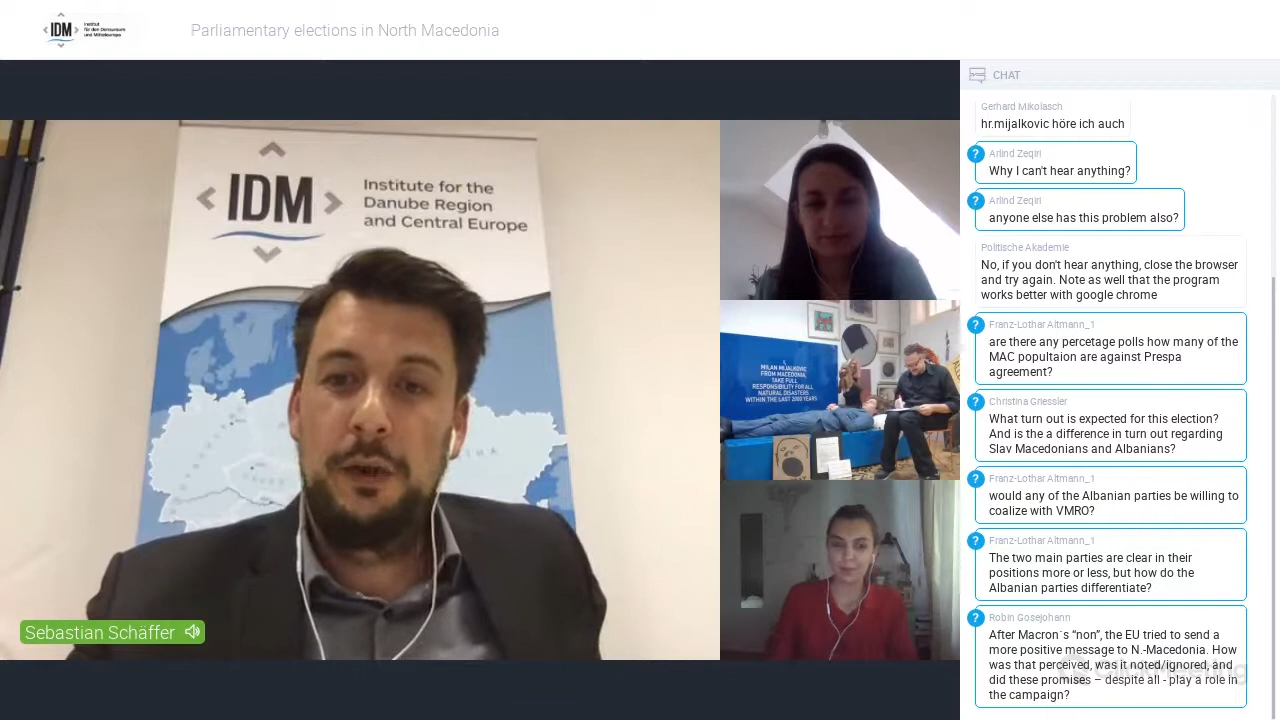 IDM
Institut
für den Donauraum
und Mitteleuropa
Parliamentary elections in North Macedonia
CHAT
IDM
Institute for the
Danube Region
and Central Europe
I,
MILAN MIJALKOVIC
FROM MACEDONIA,
TAKE FULL
RESPONSIBILITY FOR ALL
NATURAL DISASTERS
WITHIN THE LAST 2000 YEARS
Sebastian Schäffer
Gerhard Mikolasch
hr.mijalkovic höre ich auch
?
Arlind Zeqiri
Why I can't hear anything?
?
Arlind Zeqiri
anyone else has this problem also?
Politische Akademie
No, if you don't hear anything, close the browser
and try again. Note as well that the program
works better with google chrome
?
Franz-Lothar Altmann_1
are there any percetage polls how many of the
MAC popultaion are against Prespa
agreement?
?
Christina Griessler
What turn out is expected for this election?
And is the a difference in turn out regarding
Slav Macedonians and Albanians?
?
Franz-Lothar Altmann_1
would any of the Albanian parties be willing to
coalize with VMRO?
?
Franz-Lothar Altmann_1
The two main parties are clear in their
positions more or less, but how do the
Albanian parties differentiate?
?
Robin Gosejohann
After Macron´s “non”, the EU tried to send a
more positive message to N.-Macedonia. How
was that perceived, was it noted/ignored, and
did these promises – despite all - play a role in
the campaign?